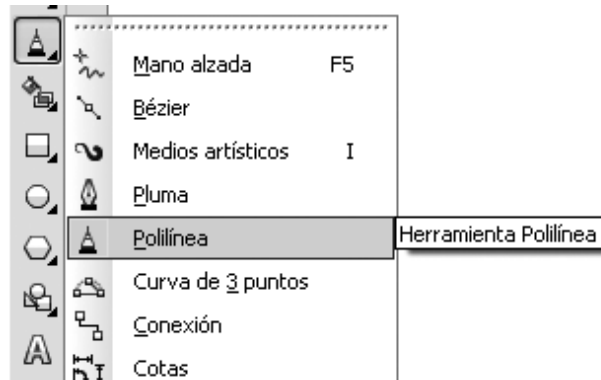 Mano alzada F5
Bézier
Medios artísticos I
Pluma
Polilínea
Herramienta Polilínea
Curva de 3 puntos
Conexión
Cotas